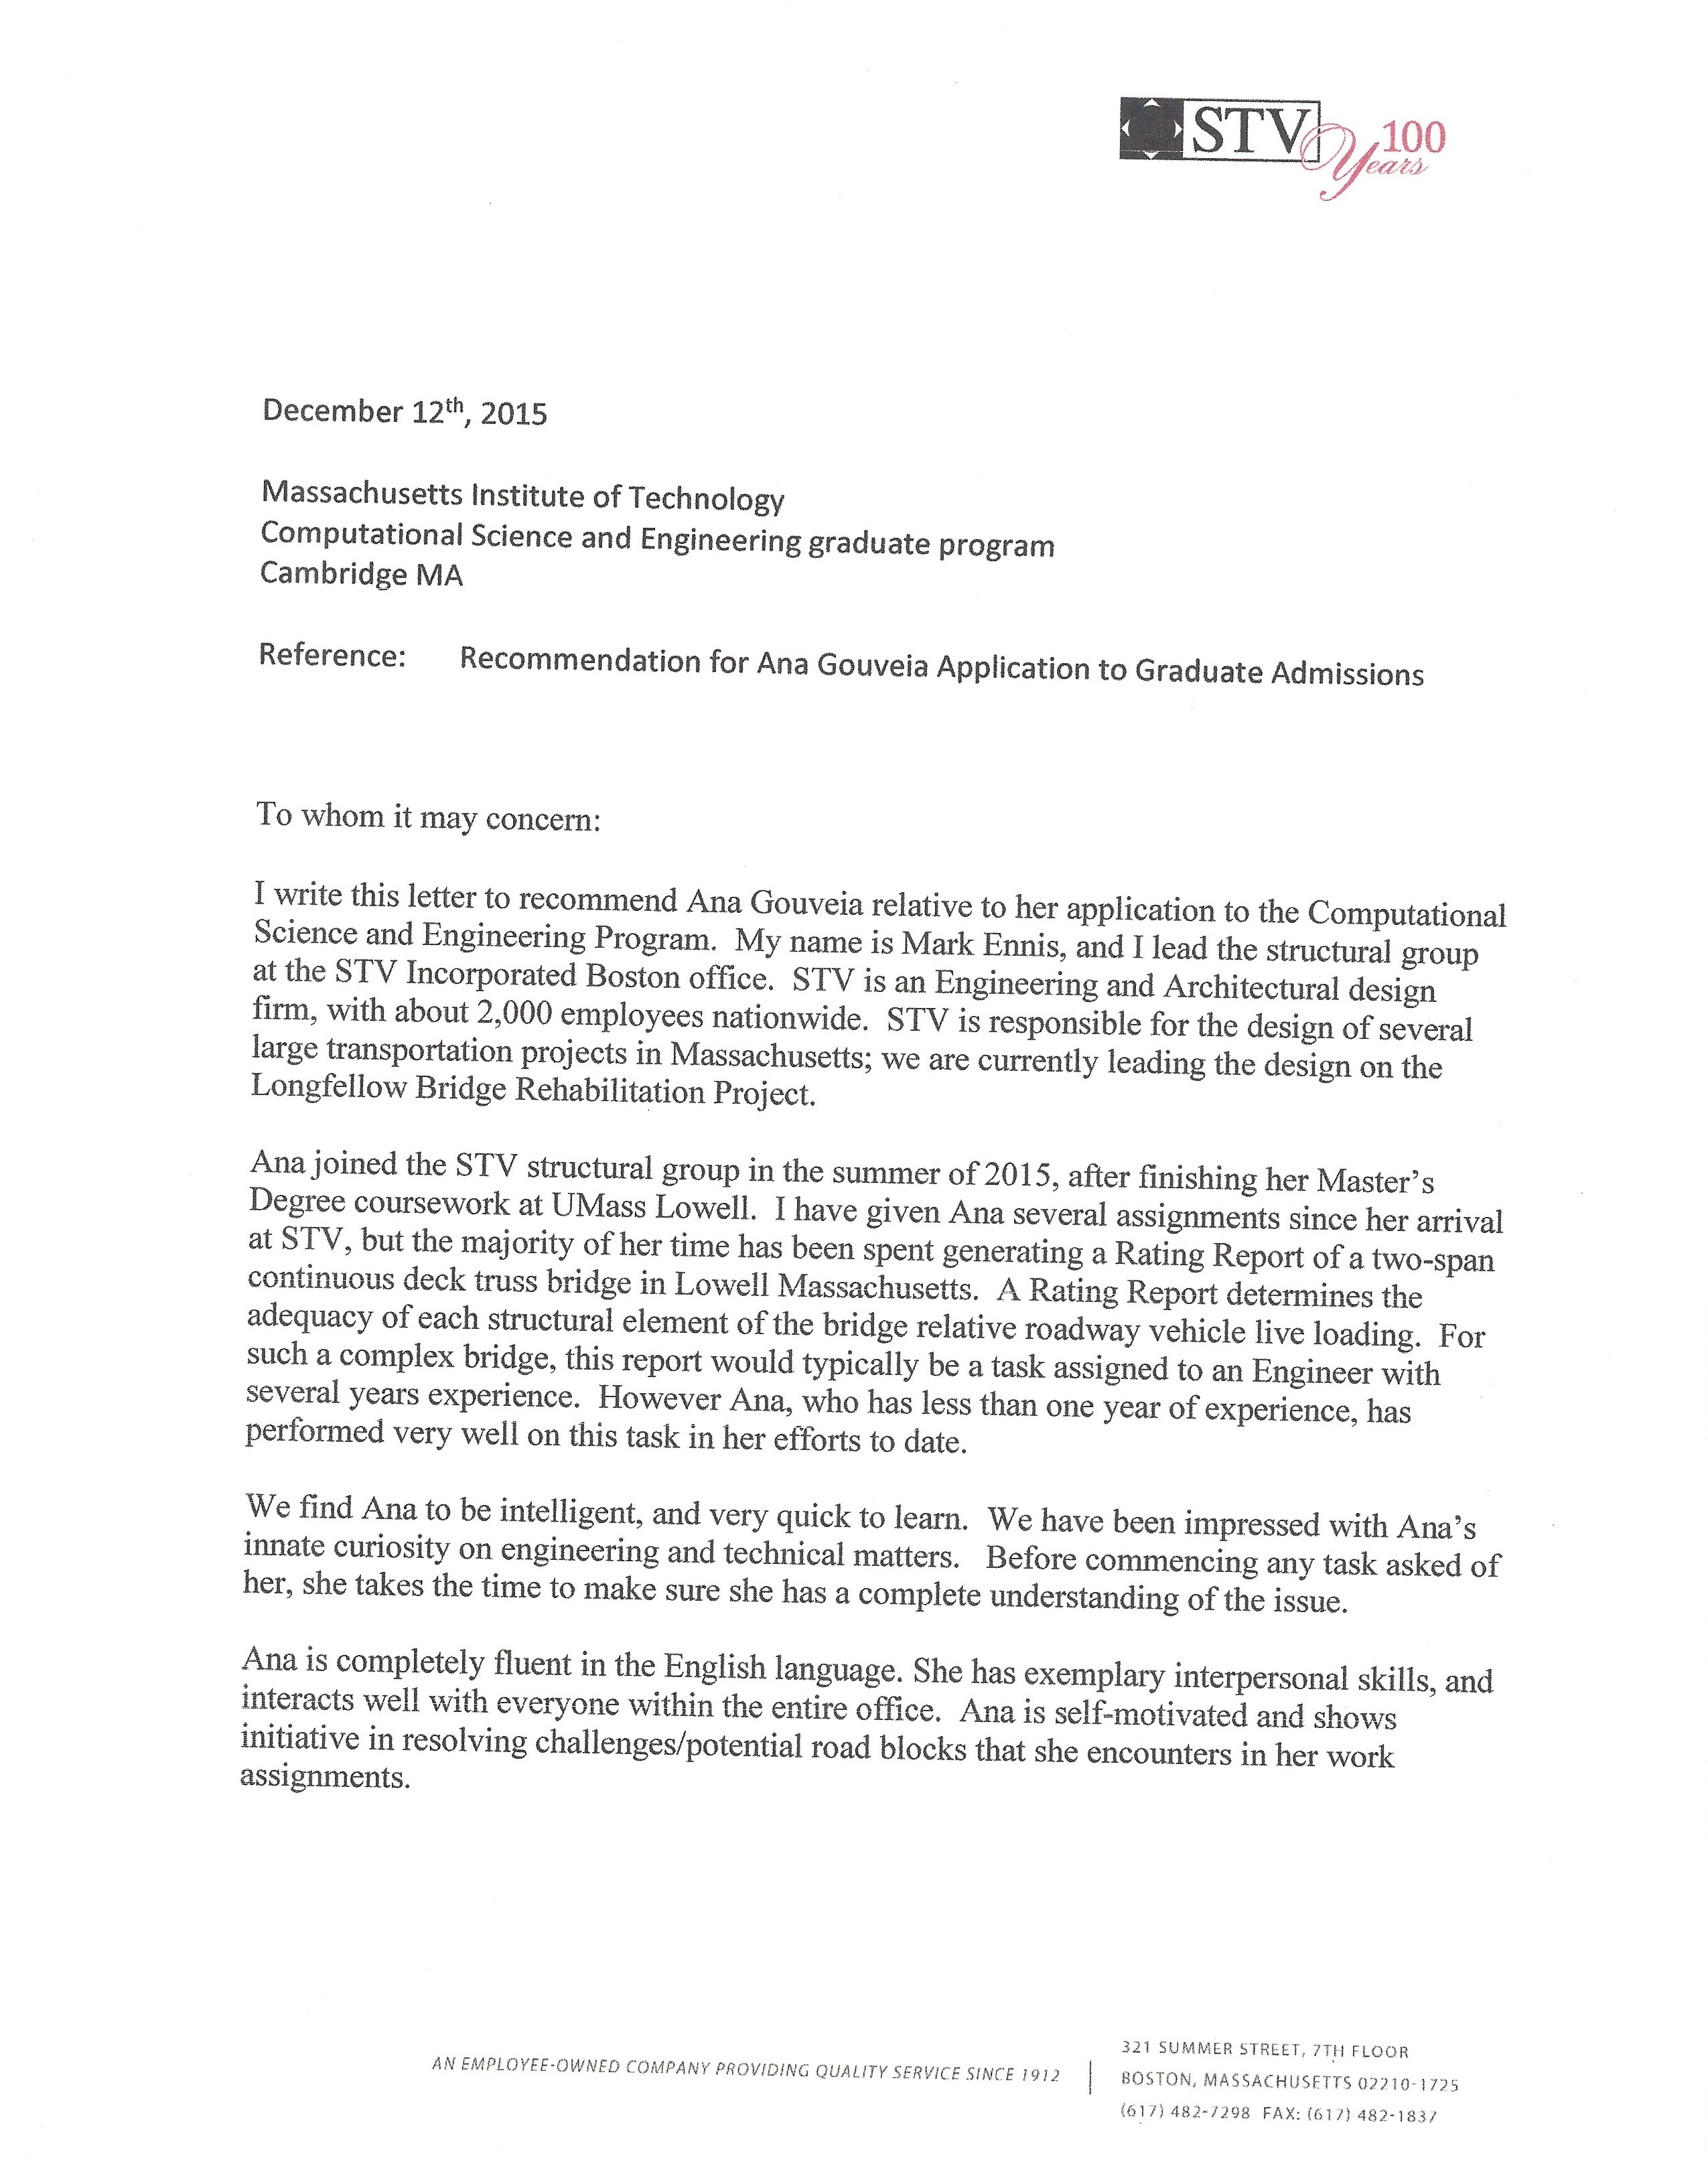 STV 100
Years
December 12th, 2015
Massachusetts Institute of Technology
Computational Science and Engineering graduate program
Cambridge MA
Reference: Recommendation for Ana Gouveia Application to Graduate Admissions
To whom it may concern:
I write this letter to recommend Ana Gouveia relative to her application to the Computational
Science and Engineering Program. My name is Mark Ennis, and I lead the structural group
at the STV Incorporated Boston office. STV is an Engineering and Architectural design
firm, with about 2,000 employees nationwide. STV is responsible for the design of several
large transportation projects in Massachusetts; we are currently leading the design on the
Longfellow Bridge Rehabilitation Project.
Ana joined the STV structural group in the summer of 2015, after finishing her Master's
Degree coursework at UMass Lowell. I have given Ana several assignments since her arrival
at STV, but the majority of her time has been spent generating a Rating Report of a two-span
continuous deck truss bridge in Lowell Massachusetts. A Rating Report determines the
adequacy of each structural element of the bridge relative roadway vehicle live loading. For
such a complex bridge, this report would typically be a task assigned to an Engineer with
several years experience. However Ana, who has less than one year of experience, has
performed very well on this task in her efforts to date.
We find Ana to be intelligent, and very quick to learn. We have been impressed with Ana's
innate curiosity on engineering and technical matters. Before commencing any task asked of
her, she takes the time to make sure she has a complete understanding of the issue.
Ana is completely fluent in the English language. She has exemplary interpersonal skills, and
interacts well with everyone within the entire office. Ana is self-motivated and shows
initiative in resolving challenges/potential road blocks that she encounters in her work
assignments.
AN EMPLOYEE-OWNED COMPANY PROVIDING QUALITY SERVICE SINCE 1912
321 SUMMER STREET, 7TH FLOOR
BOSTON, MASSACHUSETTS 02210-1725
(617) 482-7298 FAX: (617) 482-1837